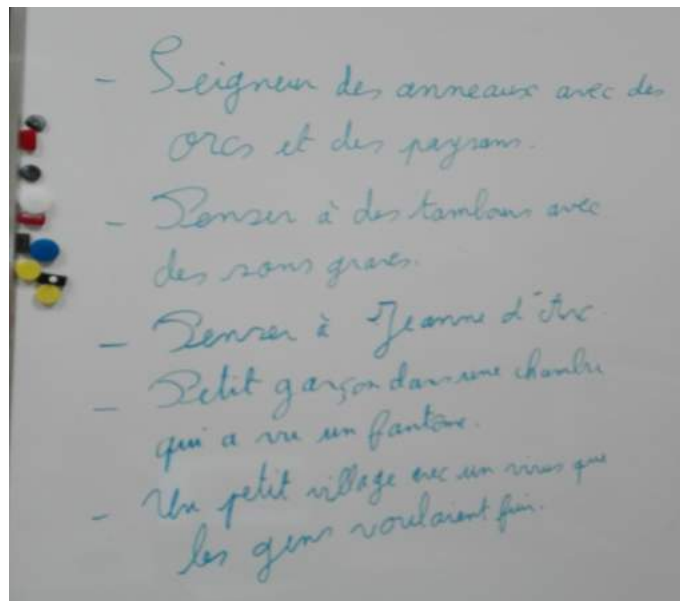 - Seigneur des anneaux avec des
orcs et des paysans.
- Penser à des tambours avec
des sons graves.
- Penser à Jeanne d'Arc.
- Petit garçon dans une chambre
qui a vu un fantôme.
- Un petit village avec un virus que
les gens voulaient fuir.